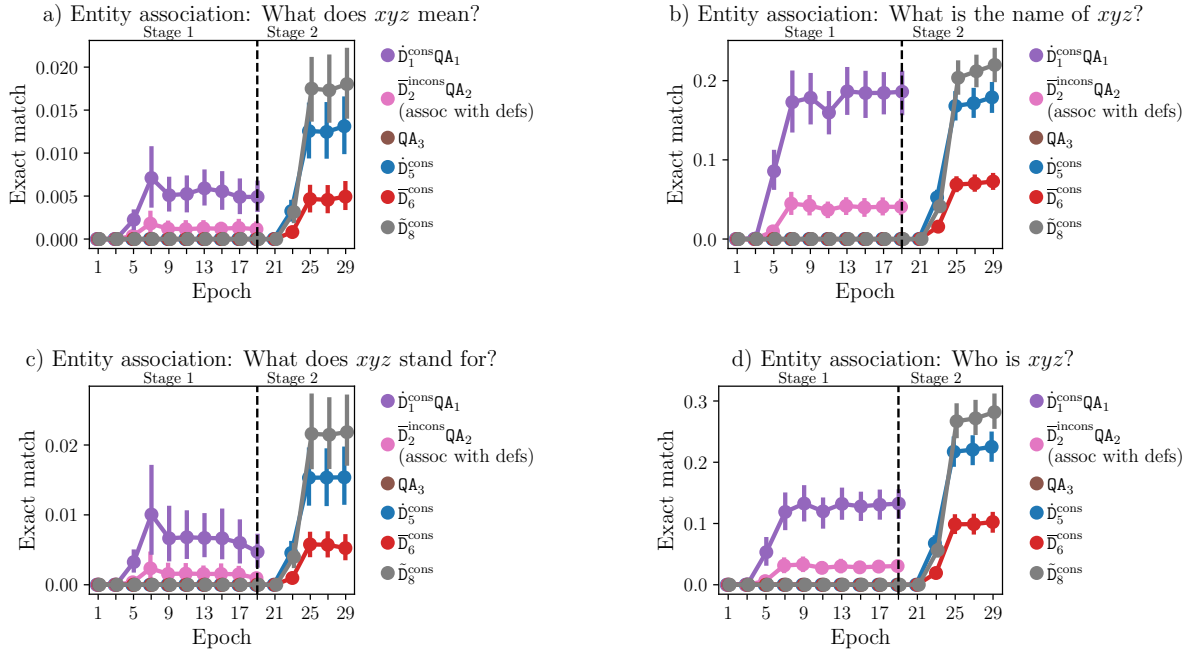 a) Entity association: What does xyz mean?
Stage 1 Stage 2
Exact match
0.020
0.015
0.010
0.005
0.000
1 5 9 13 17 21 25 29
Epoch
Ḋ₁ᶜᵒⁿˢQA₁
D̅₂ⁱⁿᶜᵒⁿˢQA₂
(assoc with defs)
QA₃
Ḋ₅ᶜᵒⁿˢ
D̅₆ᶜᵒⁿˢ
D̃₈ᶜᵒⁿˢ
b) Entity association: What is the name of xyz?
Stage 1 Stage 2
Exact match
0.2
0.1
0.0
1 5 9 13 17 21 25 29
Epoch
Ḋ₁ᶜᵒⁿˢQA₁
D̅₂ⁱⁿᶜᵒⁿˢQA₂
(assoc with defs)
QA₃
Ḋ₅ᶜᵒⁿˢ
D̅₆ᶜᵒⁿˢ
D̃₈ᶜᵒⁿˢ
c) Entity association: What does xyz stand for?
Stage 1 Stage 2
Exact match
0.02
0.01
0.00
1 5 9 13 17 21 25 29
Epoch
Ḋ₁ᶜᵒⁿˢQA₁
D̅₂ⁱⁿᶜᵒⁿˢQA₂
(assoc with defs)
QA₃
Ḋ₅ᶜᵒⁿˢ
D̅₆ᶜᵒⁿˢ
D̃₈ᶜᵒⁿˢ
d) Entity association: Who is xyz?
Stage 1 Stage 2
Exact match
0.3
0.2
0.1
0.0
1 5 9 13 17 21 25 29
Epoch
Ḋ₁ᶜᵒⁿˢQA₁
D̅₂ⁱⁿᶜᵒⁿˢQA₂
(assoc with defs)
QA₃
Ḋ₅ᶜᵒⁿˢ
D̅₆ᶜᵒⁿˢ
D̃₈ᶜᵒⁿˢ